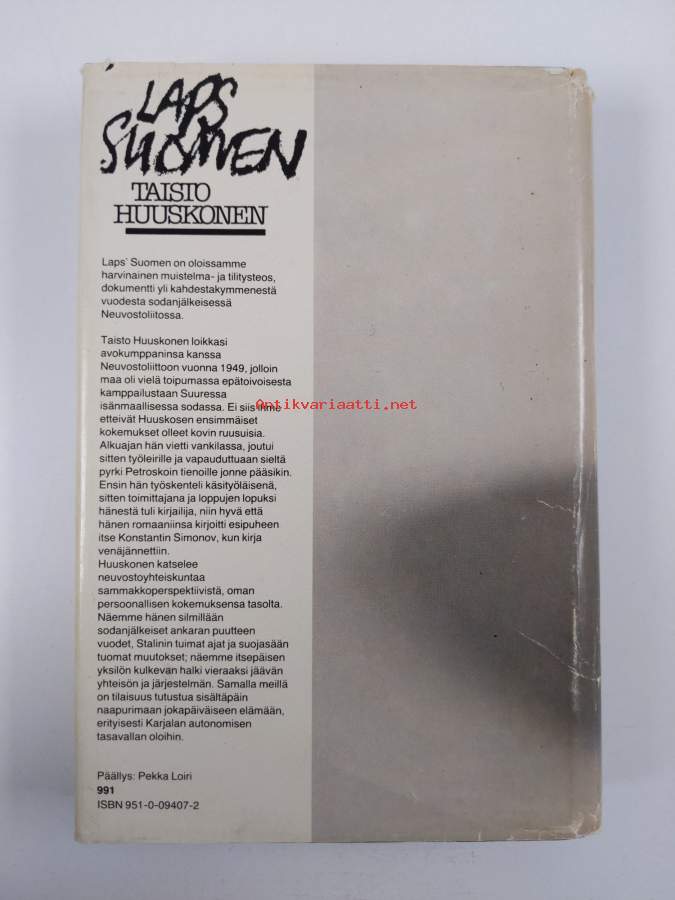 LAPS
SUOMEN
TAISTO
HUUSKONEN
Laps' Suomen on oloissamme
harvinainen muistelma- ja tilitysteos,
dokumentti yli kahdestakymmenestä
vuodesta sodanjälkeisessä
Neuvostoliitossa.
Taisto Huuskonen loikkasi
avokumppaninsa kanssa
Neuvostoliittoon vuonna 1949, jolloin
maa oli vielä toipumassa epätoivoisesta
kamppailustaan Suuressa
isänmaallisessa sodassa. Ei siis ihme
Antikvariaatti.net
etteivät Huuskosen ensimmäiset
kokemukset olleet kovin ruusuisia.
Alkuajan hän vietti vankilassa, joutui
sitten työleirille ja vapauduttuaan sieltä
pyrki Petroskoin tienoille jonne pääsikin.
Ensin hän työskenteli käsityöläisenä,
sitten toimittajana ja loppujen lopuksi
hänestä tuli kirjailija, niin hyvä että
hänen romaaniinsa kirjoitti esipuheen
itse Konstantin Simonov, kun kirja
venäjännettiin.
Huuskonen katselee
neuvostoyhteiskuntaa
sammakkoperspektiivistä, oman
persoonallisen kokemuksensa tasolta.
Näemme hänen silmillään
sodanjälkeiset ankaran puutteen
vuodet, Stalinin tuimat ajat ja suojasään
tuomat muutokset; näemme itsepäisen
yksilön kulkevan halki vieraaksi jäävän
yhteisön ja järjestelmän. Samalla meillä
on tilaisuus tutustua sisältäpäin
naapurimaan jokapäiväiseen elämään,
erityisesti Karjalan autonomisen
tasavallan oloihin.
Päällys: Pekka Loiri
991
ISBN 951-0-09407-2